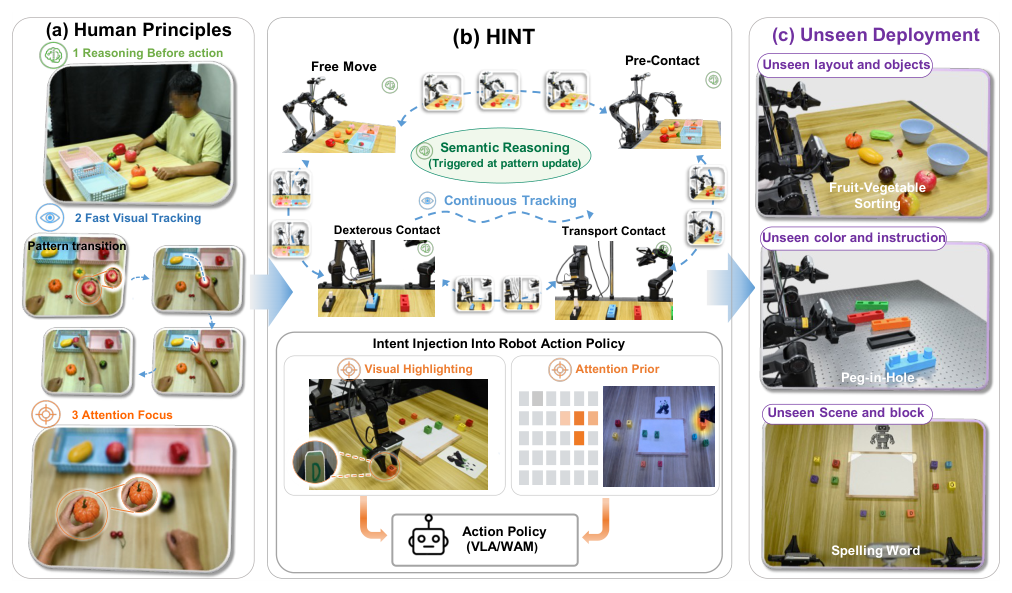 (a) Human Principles
1 Reasoning Before action
2 Fast Visual Tracking
Pattern transition
3 Attention Focus
(b) HINT
Free Move
Pre-Contact
Semantic Reasoning
(Triggered at pattern update)
Continuous Tracking
Dexterous Contact
Transport Contact
Intent Injection Into Robot Action Policy
Visual Highlighting
D
Attention Prior
Action Policy
(VLA/WAM)
(c) Unseen Deployment
Unseen layout and objects
Fruit-Vegetable
Sorting
Unseen color and instruction
Peg-in-Hole
Unseen Scene and block
Spelling Word